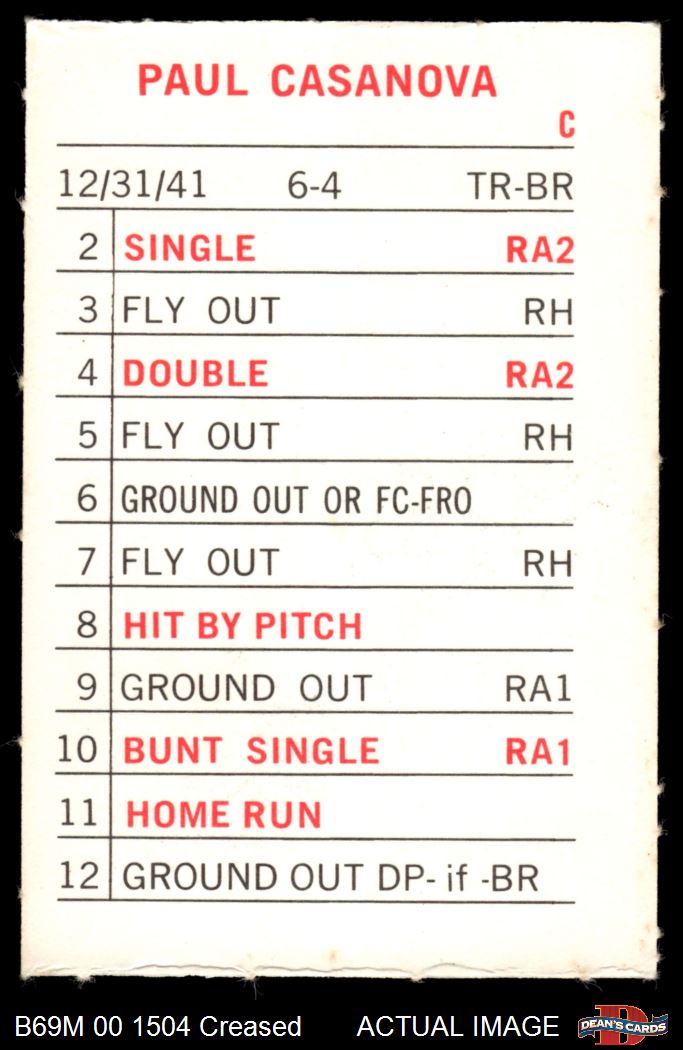 PAUL CASANOVA
C
12/31/41 6-4 TR-BR
2 SINGLE RA2
3 FLY OUT RH
4 DOUBLE RA2
5 FLY OUT RH
6 GROUND OUT OR FC-FRO
7 FLY OUT RH
8 HIT BY PITCH
9 GROUND OUT RA1
10 BUNT SINGLE RA1
11 HOME RUN
12 GROUND OUT DP- if -BR
B69M 00 1504 Creased ACTUAL IMAGE D DEAN'S CARDS